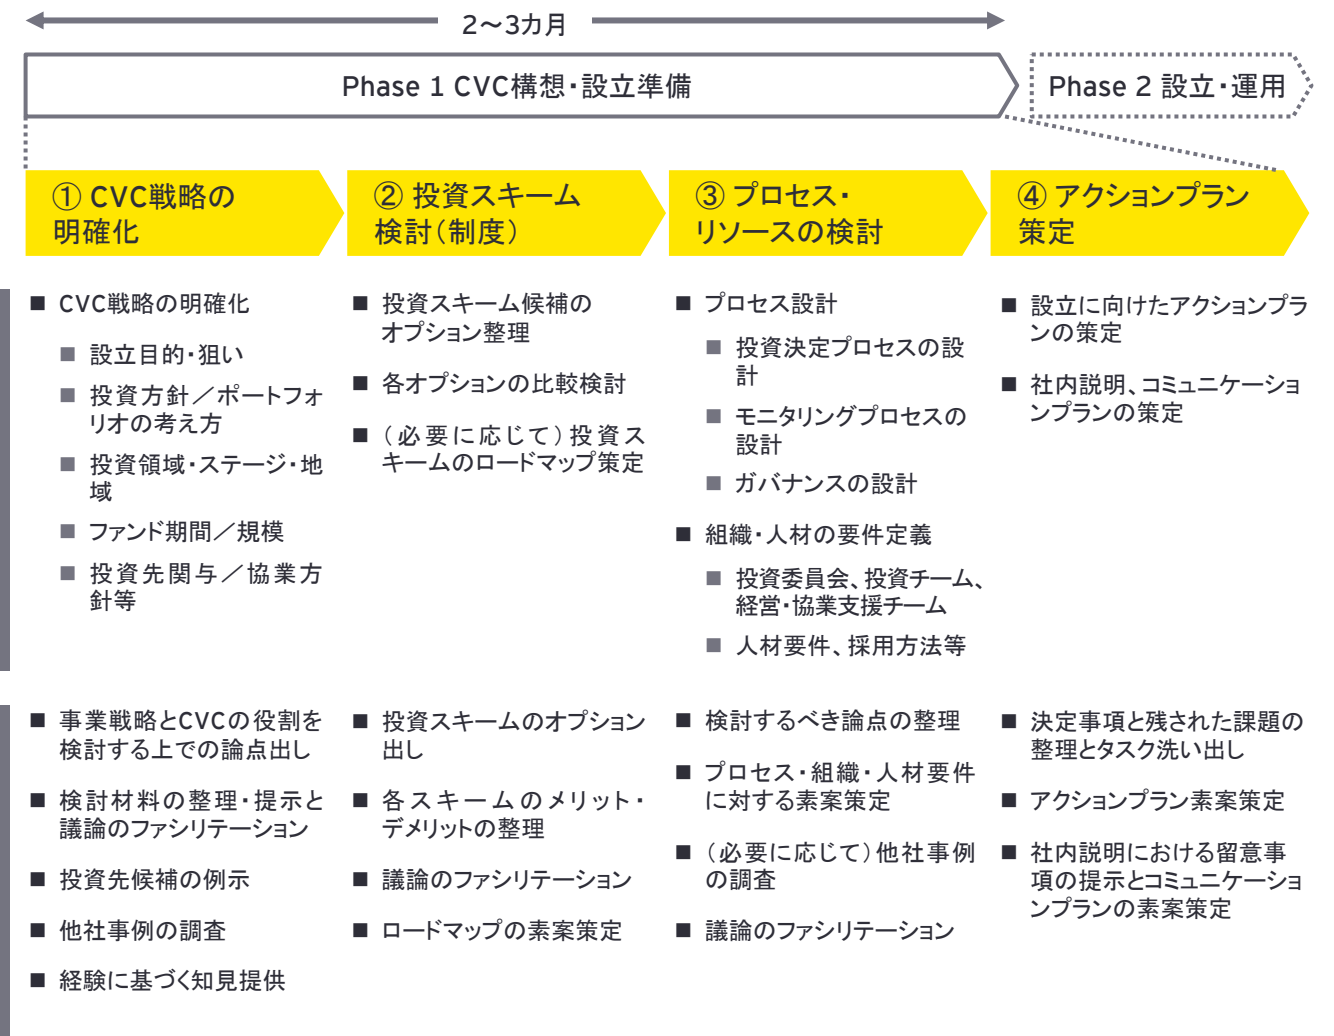 2～3カ月
Phase 1 CVC構想・設立準備
Phase 2 設立・運用
① CVC戦略の
明確化
② 投資スキーム
検討（制度）
③ プロセス・
リソースの検討
④ アクションプラン
策定
■ CVC戦略の明確化
■ 設立目的・狙い
■ 投資方針／ポートフォ
リオの考え方
■ 投資領域・ステージ・地
域
■ ファンド期間／規模
■ 投資先関与／協業方
針等
■ 投資スキーム候補の
オプション整理
■ 各オプションの比較検討
■ （必要に応じて）投資ス
キームのロードマップ策定
■ プロセス設計
■ 投資決定プロセスの設
計
■ モニタリングプロセスの
設計
■ ガバナンスの設計
■ 組織・人材の要件定義
■ 投資委員会、投資チーム、
経営・協業支援チーム
■ 人材要件、採用方法等
■ 設立に向けたアクションプラ
ンの策定
■ 社内説明、コミュニケーショ
ンプランの策定
■ 事業戦略とCVCの役割を
検討する上での論点出し
■ 検討材料の整理・提示と
議論のファシリテーション
■ 投資先候補の例示
■ 他社事例の調査
■ 経験に基づく知見提供
■ 投資スキームのオプション
出し
■ 各スキームのメリット・
デメリットの整理
■ 議論のファシリテーション
■ ロードマップの素案策定
■ 検討するべき論点の整理
■ プロセス・組織・人材要件
に対する素案策定
■ （必要に応じて）他社事例
の調査
■ 議論のファシリテーション
■ 決定事項と残された課題の
整理とタスク洗い出し
■ アクションプラン素案策定
■ 社内説明における留意事
項の提示とコミュニケーショ
ンプランの素案策定